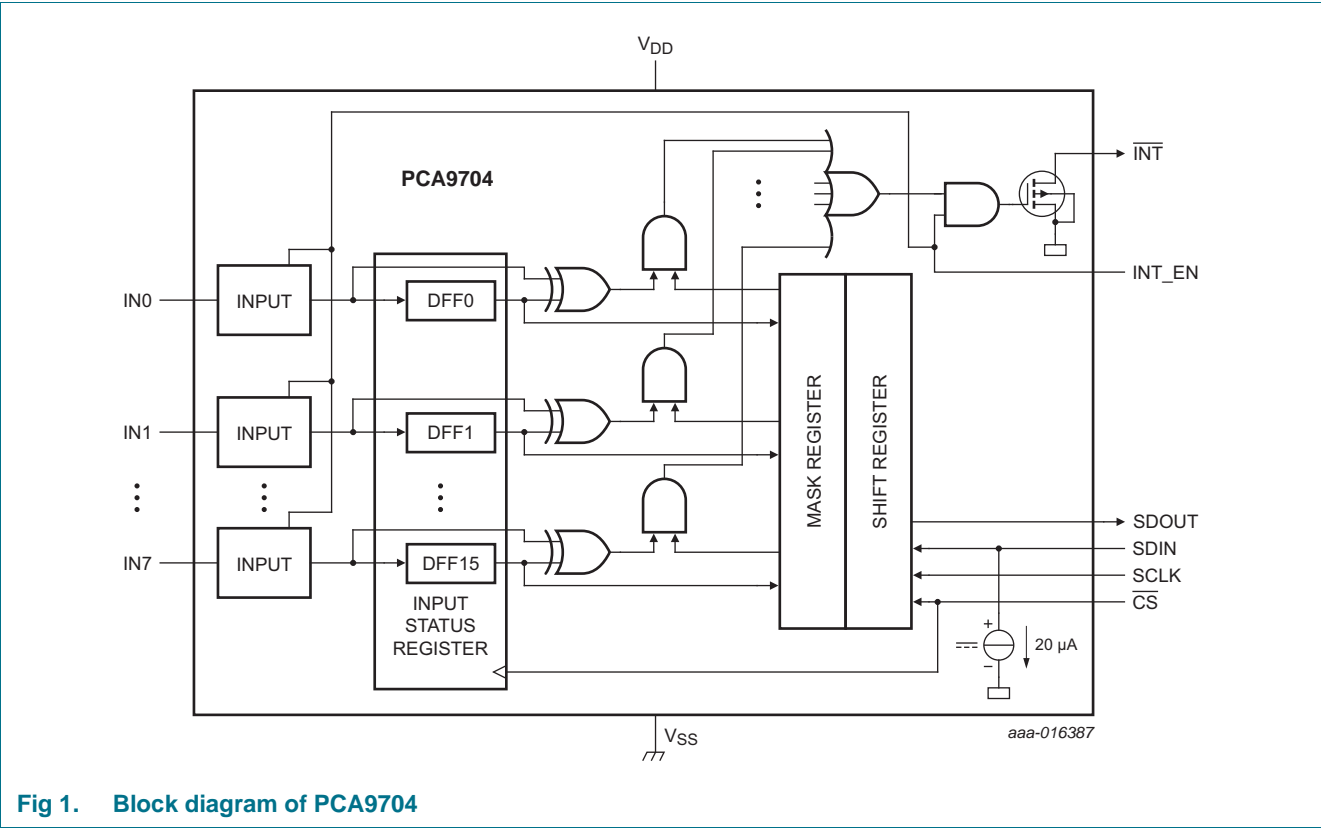 VDD
INT
PCA9704
INT_EN
IN0
INPUT
DFF0
IN1
INPUT
DFF1
MASK REGISTER
SHIFT REGISTER
IN7
INPUT
DFF15
INPUT
STATUS
REGISTER
SDOUT
SDIN
SCLK
CS
+
20 µA
−
VSS
aaa-016387
Fig 1. Block diagram of PCA9704